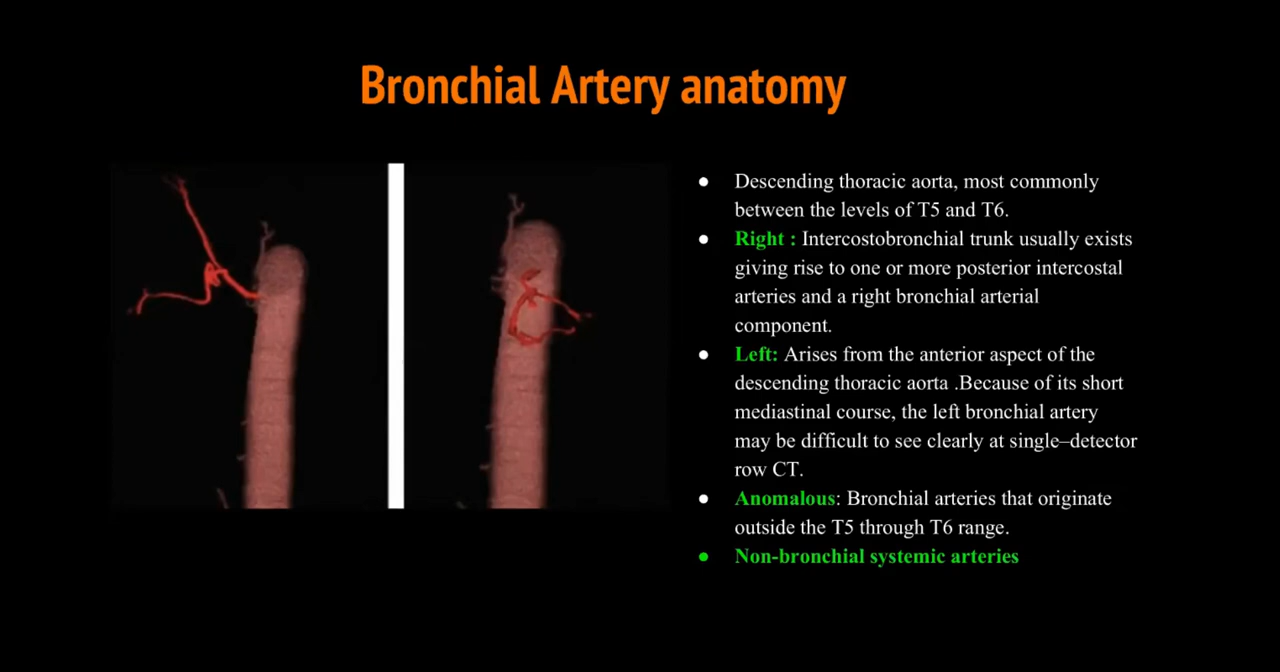 Bronchial Artery anatomy
● Descending thoracic aorta, most commonly
between the levels of T5 and T6.
● Right : Intercostobronchial trunk usually exists
giving rise to one or more posterior intercostal
arteries and a right bronchial arterial
component.
● Left: Arises from the anterior aspect of the
descending thoracic aorta .Because of its short
mediastinal course, the left bronchial artery
may be difficult to see clearly at single–detector
row CT.
● Anomalous: Bronchial arteries that originate
outside the T5 through T6 range.
● Non-bronchial systemic arteries